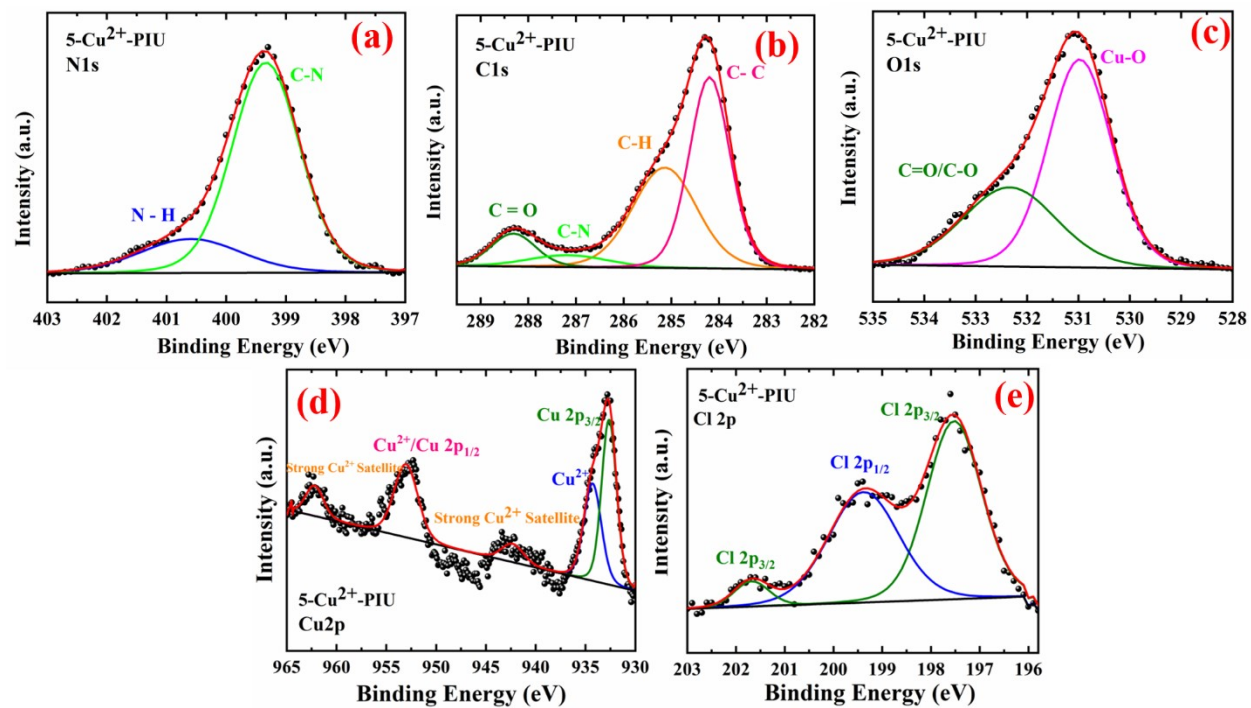 (a)
5-Cu²⁺-PIU
N1s
C-N
N - H
Intensity (a.u.)
403 402 401 400 399 398 397
Binding Energy (eV)
(b)
5-Cu²⁺-PIU
C1s
C- C
C-H
C = O
C-N
Intensity (a.u.)
289 288 287 286 285 284 283 282
Binding Energy (eV)
(c)
5-Cu²⁺-PIU
O1s
Cu-O
C=O/C-O
Intensity (a.u.)
535 534 533 532 531 530 529 528
Binding Energy (eV)
(d)
Cu 2p₃/₂
Cu²⁺/Cu 2p₁/₂
Strong Cu²⁺ Satellite
Cu²⁺
Strong Cu²⁺ Satellite
5-Cu²⁺-PIU
Cu2p
Intensity (a.u.)
965 960 955 950 945 940 935 930
Binding Energy (eV)
(e)
5-Cu²⁺-PIU
Cl 2p
Cl 2p₃/₂
Cl 2p₁/₂
Cl 2p₃/₂
Intensity (a.u.)
203 202 201 200 199 198 197 196
Binding Energy (eV)